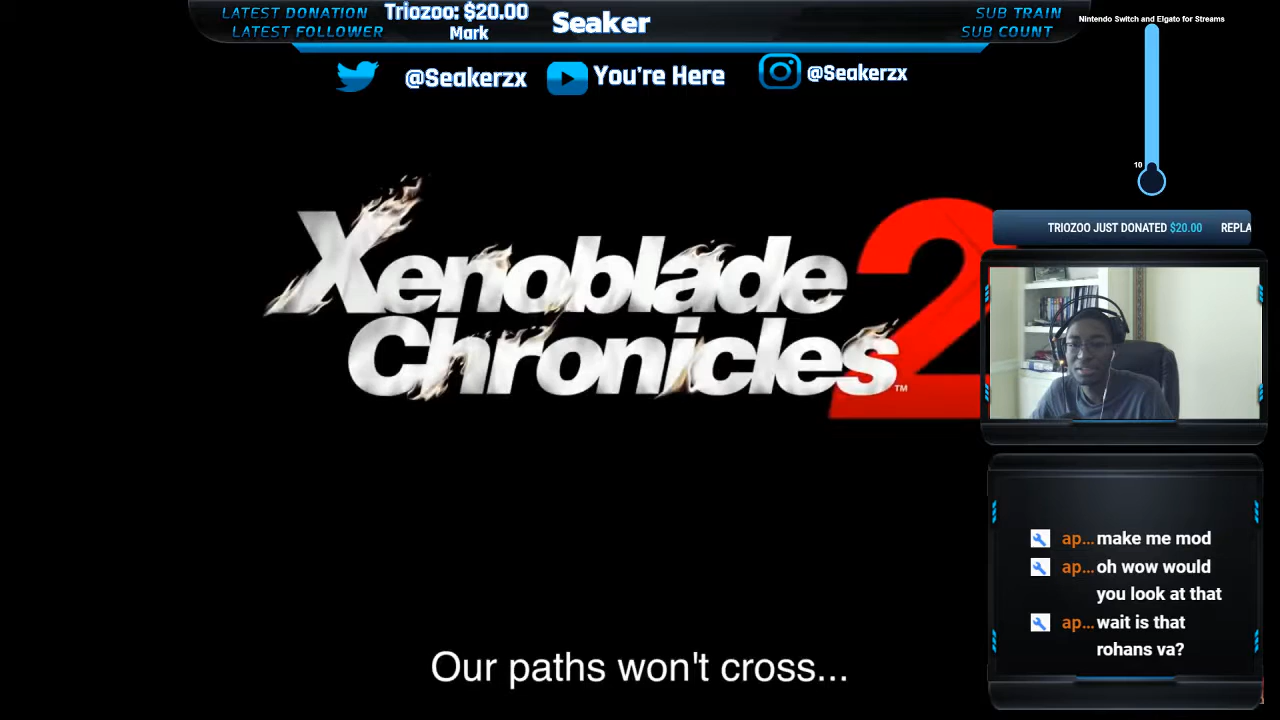 LATEST DONATION
LATEST FOLLOWER
Triozoo: $20.00
Mark
Seaker
SUB TRAIN
SUB COUNT
Nintendo Switch and Elgato for Streams
@Seakerzx
You're Here
@Seakerzx
10
TRIOZOO JUST DONATED $20.00 REPLA
Xenoblade
Chronicles 2
TM
ap... make me mod
ap... oh wow would
you look at that
ap... wait is that
rohans va?
Our paths won't cross...